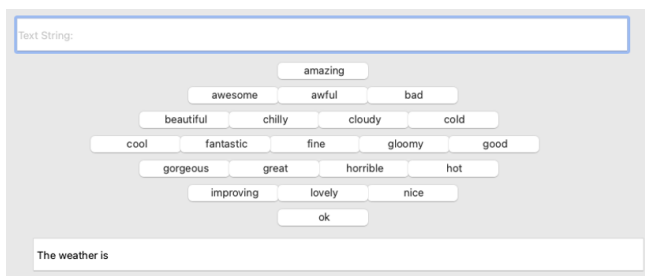 Text String:
amazing
awesome awful bad
beautiful chilly cloudy cold
cool fantastic fine gloomy good
gorgeous great horrible hot
improving lovely nice
ok
The weather is